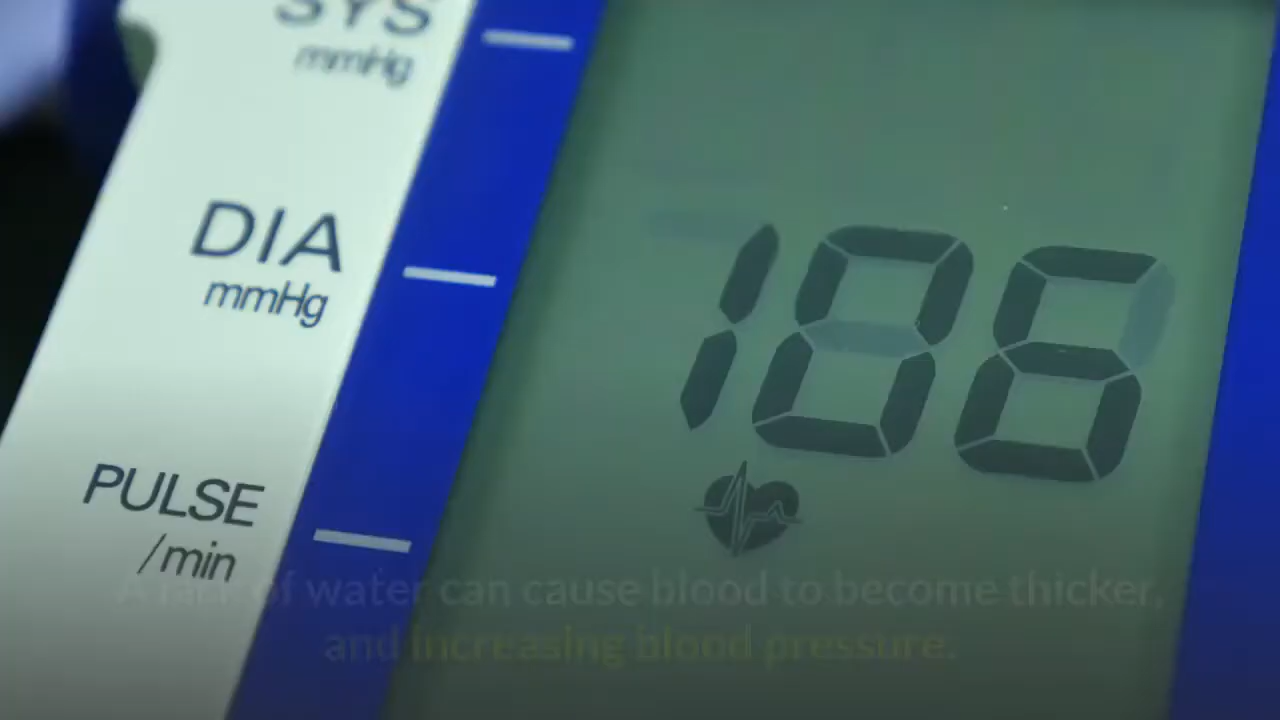 SYS
mmHg
DIA
mmHg
106
PULSE
/min
A lack of water can cause blood to become thicker,
and increasing blood pressure.